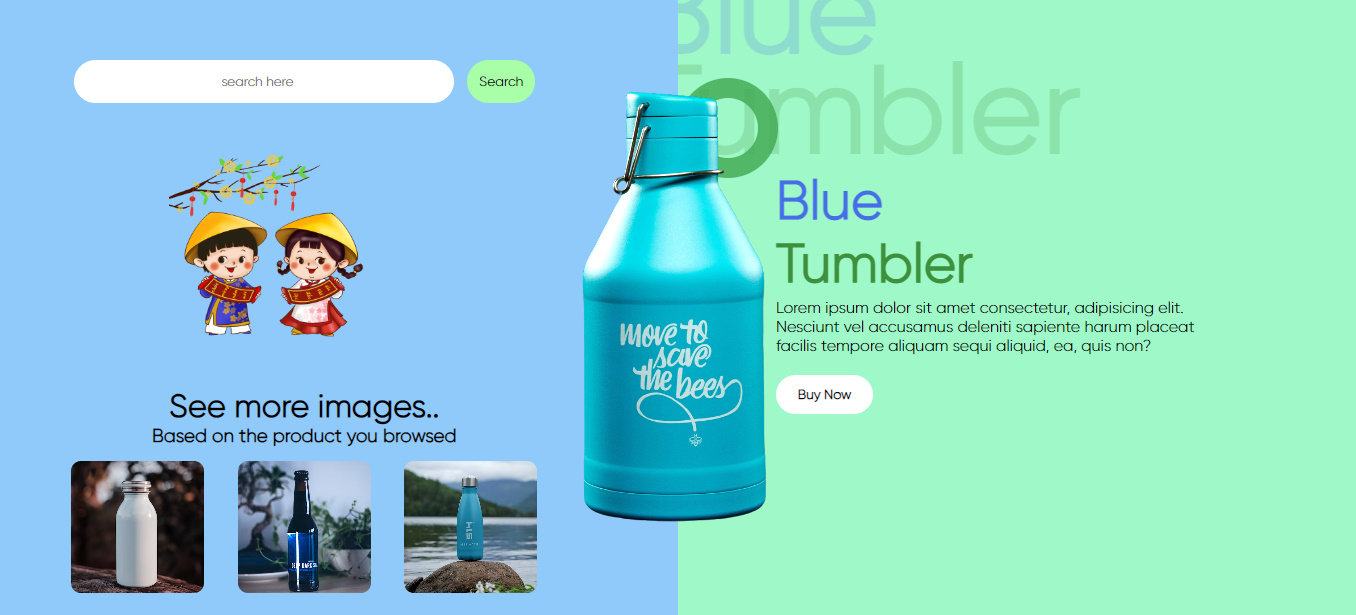 search here
Search
See more images..
Based on the product you browsed
Blue
Tumbler
Blue
Tumbler
Lorem ipsum dolor sit amet consectetur, adipisicing elit.
Nesciunt vel accusamus deleniti sapiente harum placeat
facilis tempore aliquam sequi aliquid, ea, quis non?
Buy Now
move to
save
the bees